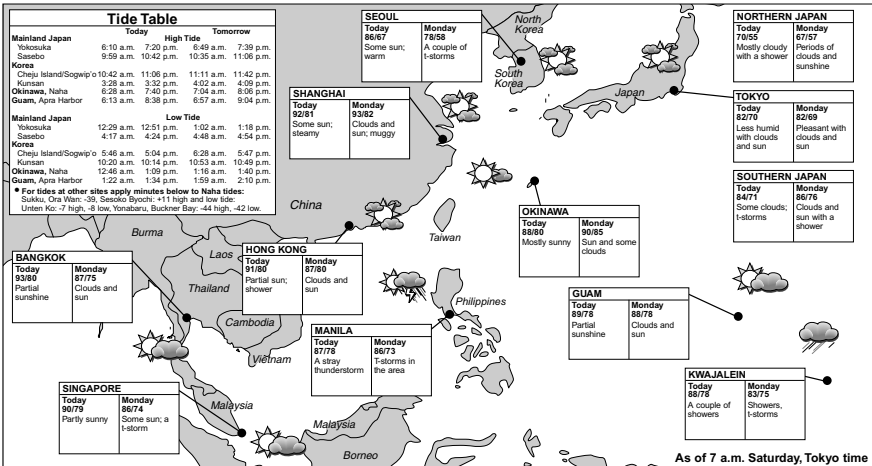 Tide Table
Today Tomorrow
Mainland Japan High Tide
Yokosuka 6:10 a.m. 7:20 p.m. 6:49 a.m. 7:39 p.m.
Sasebo 9:59 a.m. 10:42 p.m. 10:35 a.m. 11:06 p.m.
Korea
Cheju Island/Sogwip'o 10:42 a.m. 11:06 p.m. 11:11 a.m. 11:42 p.m.
Kunsan 3:28 a.m. 3:32 p.m. 4:02 a.m. 4:09 p.m.
Okinawa, Naha 6:28 a.m. 7:40 p.m. 7:04 a.m. 8:06 p.m.
Guam, Apra Harbor 6:13 a.m. 8:38 p.m. 6:57 a.m. 9:04 p.m.
Mainland Japan Low Tide
Yokosuka 12:29 a.m. 12:51 p.m. 1:02 a.m. 1:18 p.m.
Sasebo 4:17 a.m. 4:24 p.m. 4:48 a.m. 4:54 p.m.
Korea
Cheju Island/Sogwip'o 5:46 a.m. 5:04 p.m. 6:28 a.m. 5:47 p.m.
Kunsan 10:20 a.m. 10:14 p.m. 10:53 a.m. 10:49 p.m.
Okinawa, Naha 12:46 a.m. 1:09 p.m. 1:16 a.m. 1:40 p.m.
Guam, Apra Harbor 1:22 a.m. 1:34 p.m. 1:59 a.m. 2:10 p.m.
• For tides at other sites apply minutes below to Naha tides:
Sukku, Ora Wan: -39, Sesoko Byochi: +11 high and low tide:
Unten Ko: -7 high, -8 low, Yonabaru, Buckner Bay: -44 high, -42 low.
SEOUL
Today Monday
86/67 78/58
Some sun; A couple of
warm t-storms
North
Korea
South
Korea
Japan
NORTHERN JAPAN
Today Monday
70/55 67/57
Mostly cloudy Periods of
with a shower clouds and
sunshine
SHANGHAI
Today Monday
92/81 93/82
Some sun; Clouds and
steamy sun; muggy
TOKYO
Today Monday
82/70 82/69
Less humid Pleasant with
with clouds clouds and
and sun sun
SOUTHERN JAPAN
Today Monday
84/71 86/76
Some clouds; Clouds and
t-storms sun with a
shower
China
Taiwan
OKINAWA
Today Monday
88/80 90/85
Mostly sunny Sun and some
clouds
Burma
Laos
Thailand
Cambodia
Vietnam
BANGKOK
Today Monday
93/80 87/75
Partial Clouds and
sunshine sun
HONG KONG
Today Monday
91/80 87/80
Partial sun; Clouds and
shower sun
Philippines
GUAM
Today Monday
89/78 88/78
Partial Clouds and
sunshine sun
MANILA
Today Monday
87/78 86/73
A stray T-storms in
thunderstorm the area
KWAJALEIN
Today Monday
88/78 83/75
A couple of Showers,
showers t-storms
SINGAPORE
Today Monday
90/79 86/74
Partly sunny Some sun; a
t-storm
Malaysia
Malaysia
Borneo
As of 7 a.m. Saturday, Tokyo time